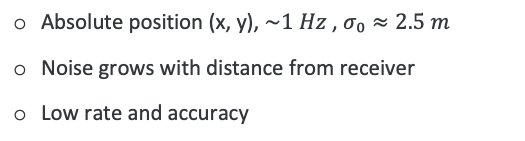 o Absolute position (x, y), ~1 Hz , σ₀ ≈ 2.5 m
o Noise grows with distance from receiver
o Low rate and accuracy